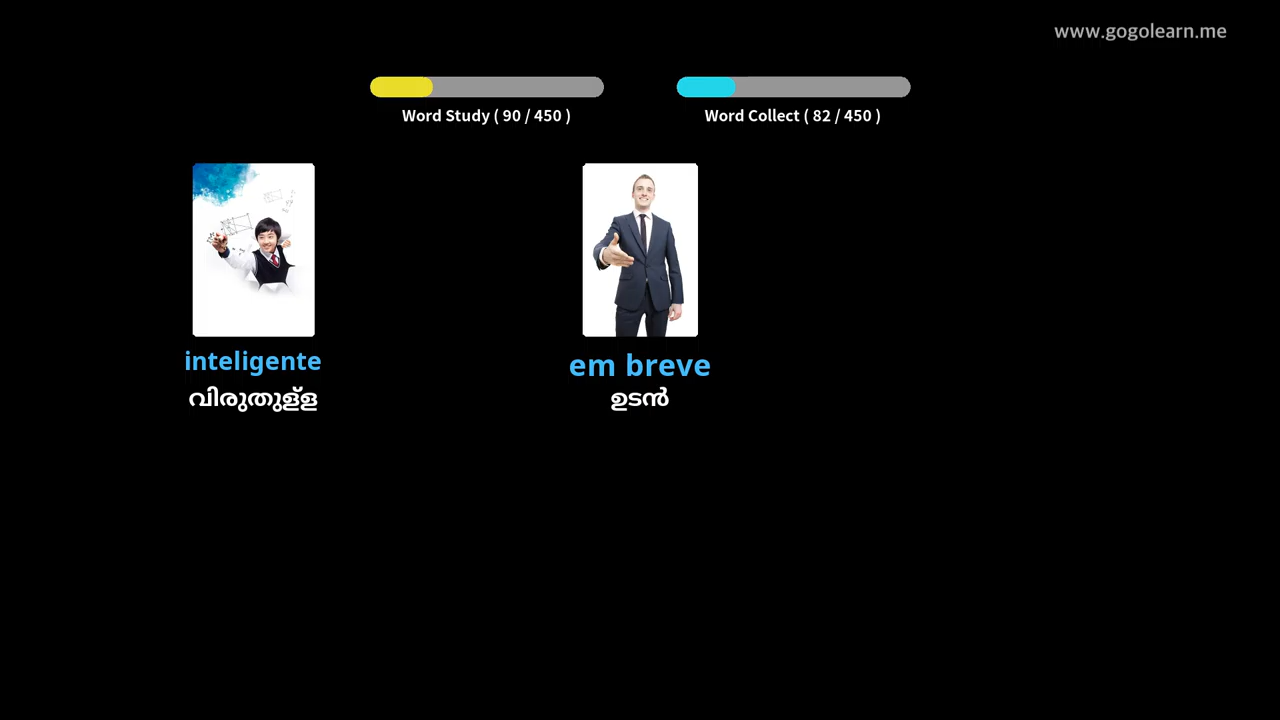 www.gogolearn.me
Word Study ( 90 / 450 )
Word Collect ( 82 / 450 )
inteligente
വിരുതുള്ള
em breve
ഉടൻ